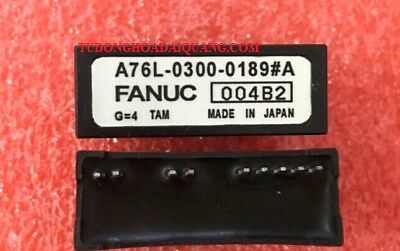 TUDONGHOADAIQUANG.COM
A76L-0300-0189#A
FANUC 004B2
G=4 TAM MADE IN JAPAN